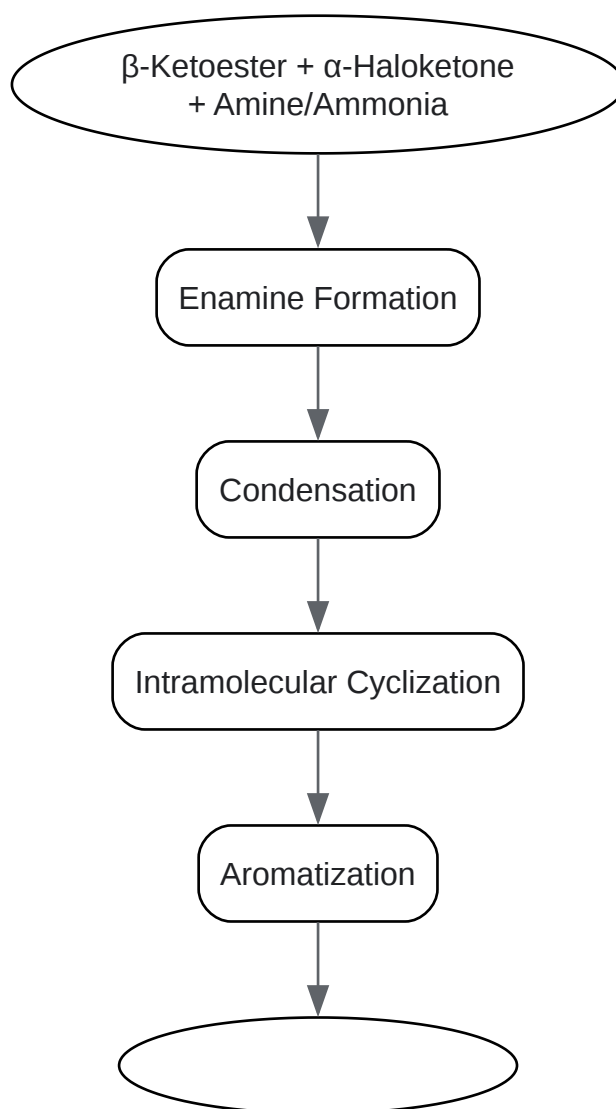 β-Ketoester + α-Haloketone
+ Amine/Ammonia
Enamine Formation
Condensation
Intramolecular Cyclization
Aromatization